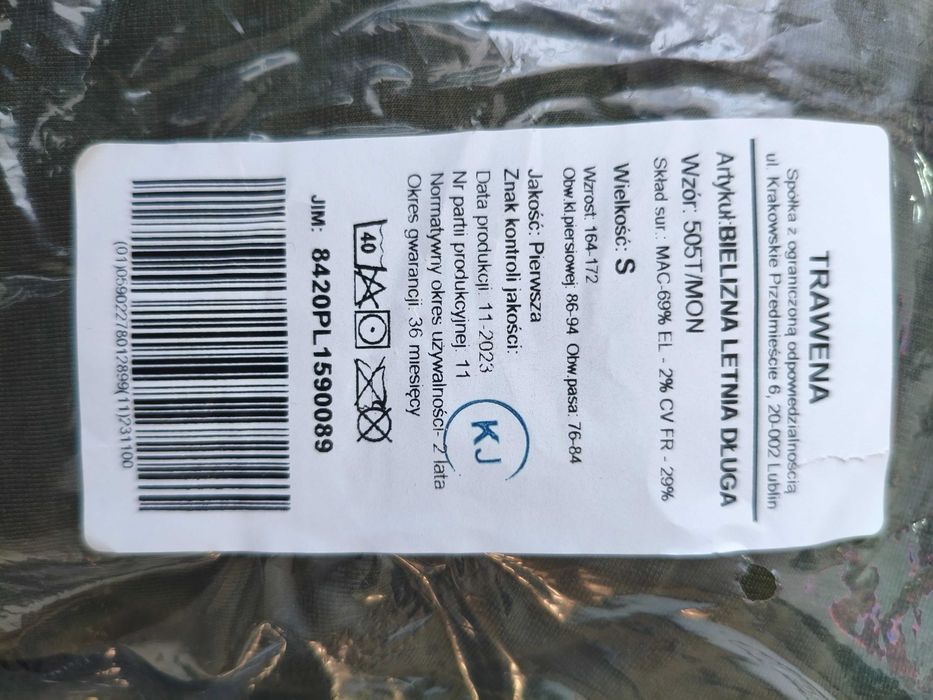 TRAWENA
Spółka z ograniczoną odpowiedzialnością
ul. Krakowskie Przedmieście 6, 20-002 Lublin
Artykuł:BIELIZNA LETNIA DŁUGA
Wzór: 505T/MON
Skład sur.: MAC-69% EL - 2% CV FR - 29%
Wielkość: S
Wzrost: 164-172
Obw.kl.piersiowej: 86-94 Obw.pasa: 76-84
Jakość: Pierwsza
Znak kontroli jakości:
KJ
Data produkcji: 11-2023
Nr partii produkcyjnej: 11
Normatywny okres używalności- 2 lata
Okres gwarancji: 36 miesięcy
40
JIM: 8420PL1590089
(01)05902278012899(11)231100